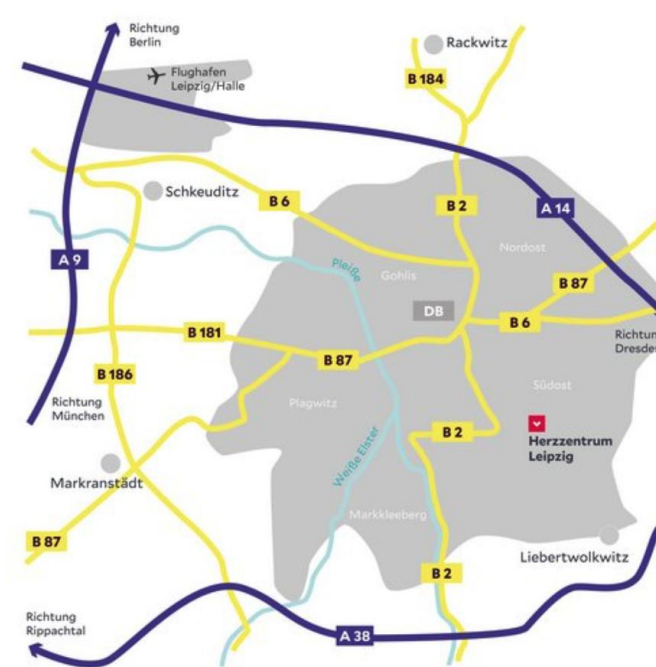 Richtung
Berlin
Rackwitz
Flughafen
Leipzig/Halle
B 184
Schkeuditz
B 6
B 2
A 14
Nordost
A 9
Pleiße
Gohlis
B 87
DB
B 6
B 181
Richtung
Dresden
B 87
B 186
Südost
Richtung
München
Plagwitz
B 2
Herzzentrum
Leipzig
Weiße Elster
Markranstädt
Markkleeberg
B 87
Liebertwolkwitz
B 2
Richtung
Rippachtal
A 38